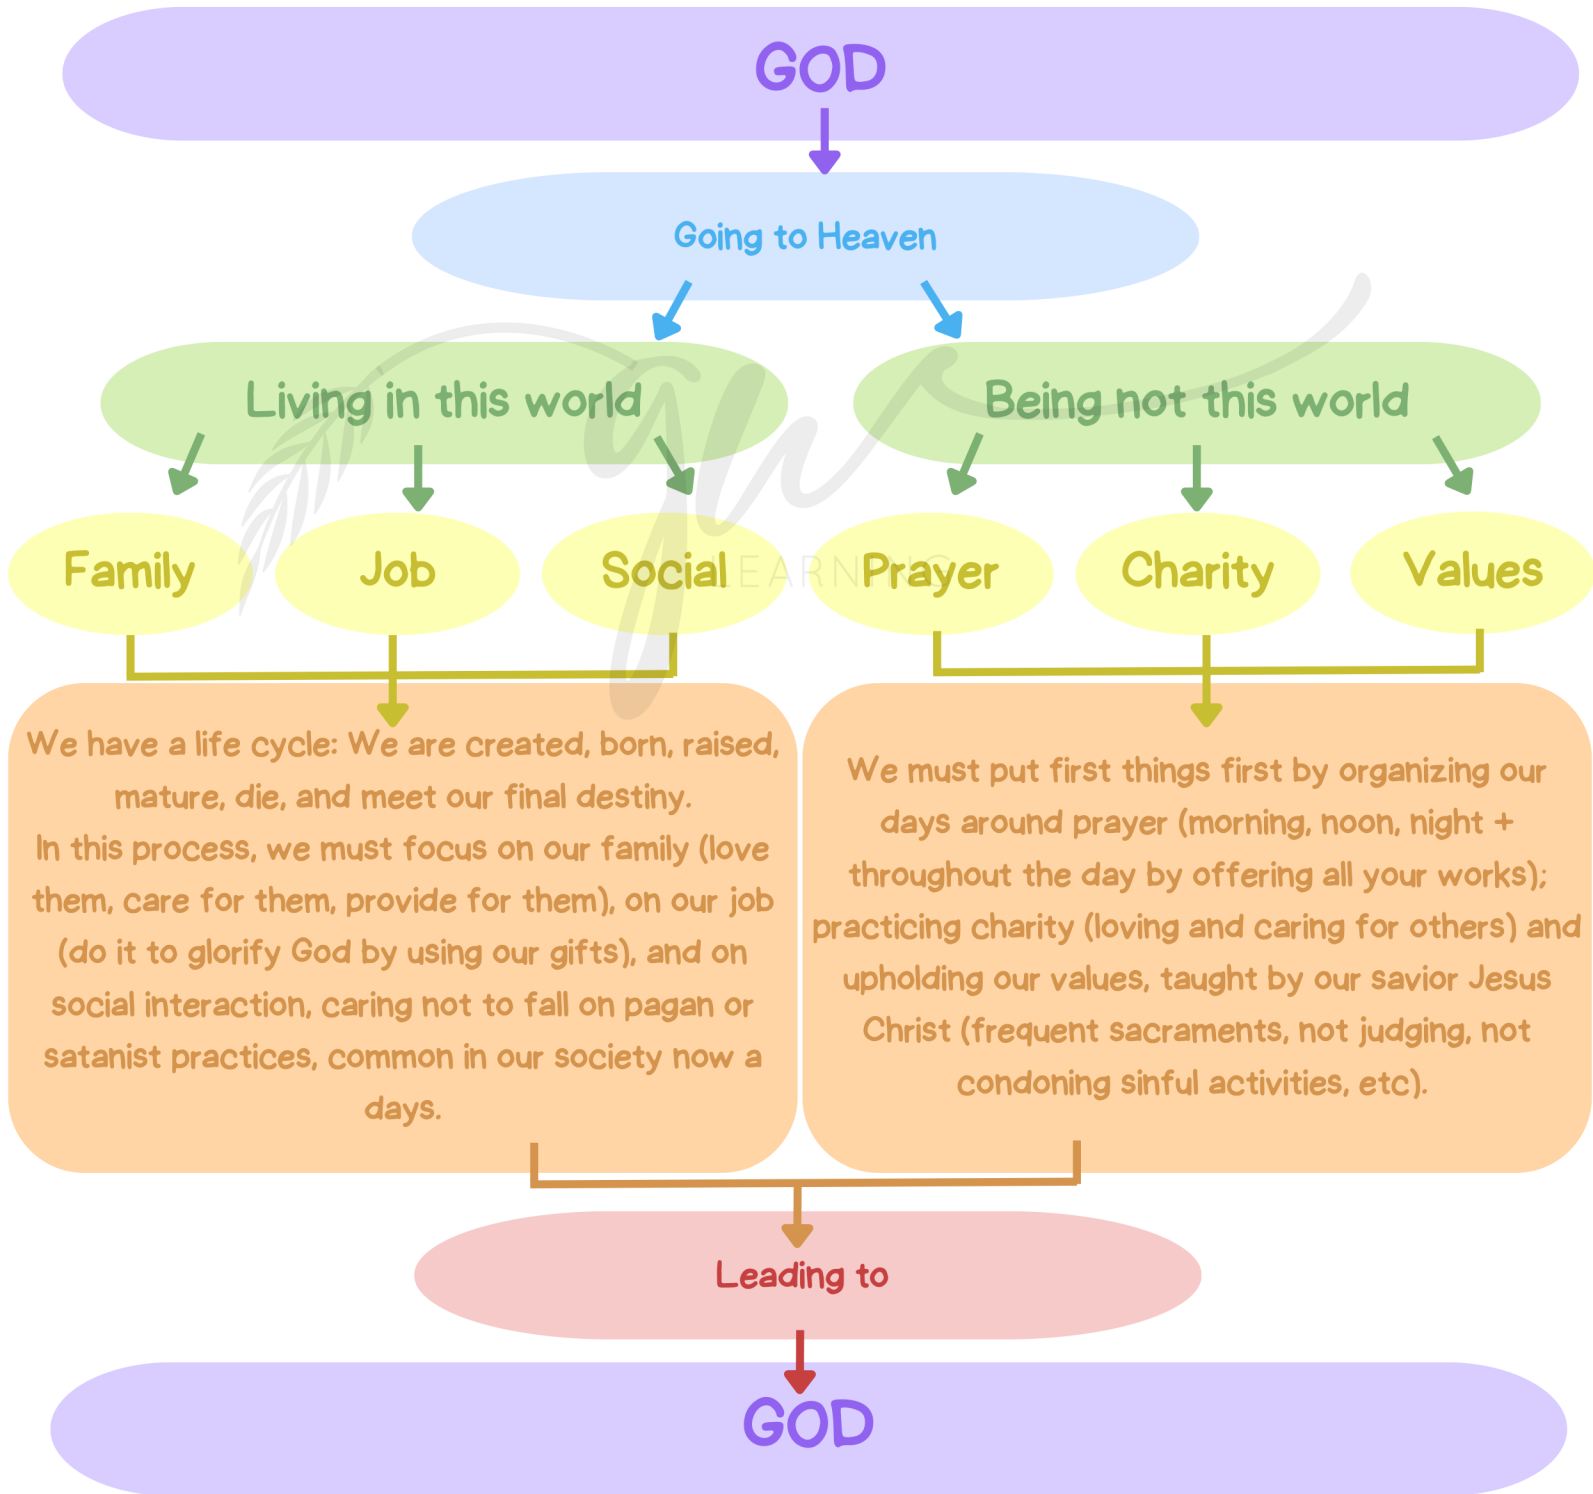 GOD
Going to Heaven
Living in this world
Being not this world
Family
Job
Social
Prayer
Charity
Values
gw
LEARNING
We have a life cycle: We are created, born, raised,
mature, die, and meet our final destiny.
In this process, we must focus on our family (love
them, care for them, provide for them), on our job
(do it to glorify God by using our gifts), and on
social interaction, caring not to fall on pagan or
satanist practices, common in our society now a
days.
We must put first things first by organizing our
days around prayer (morning, noon, night +
throughout the day by offering all your works);
practicing charity (loving and caring for others) and
upholding our values, taught by our savior Jesus
Christ (frequent sacraments, not judging, not
condoning sinful activities, etc).
Leading to
GOD